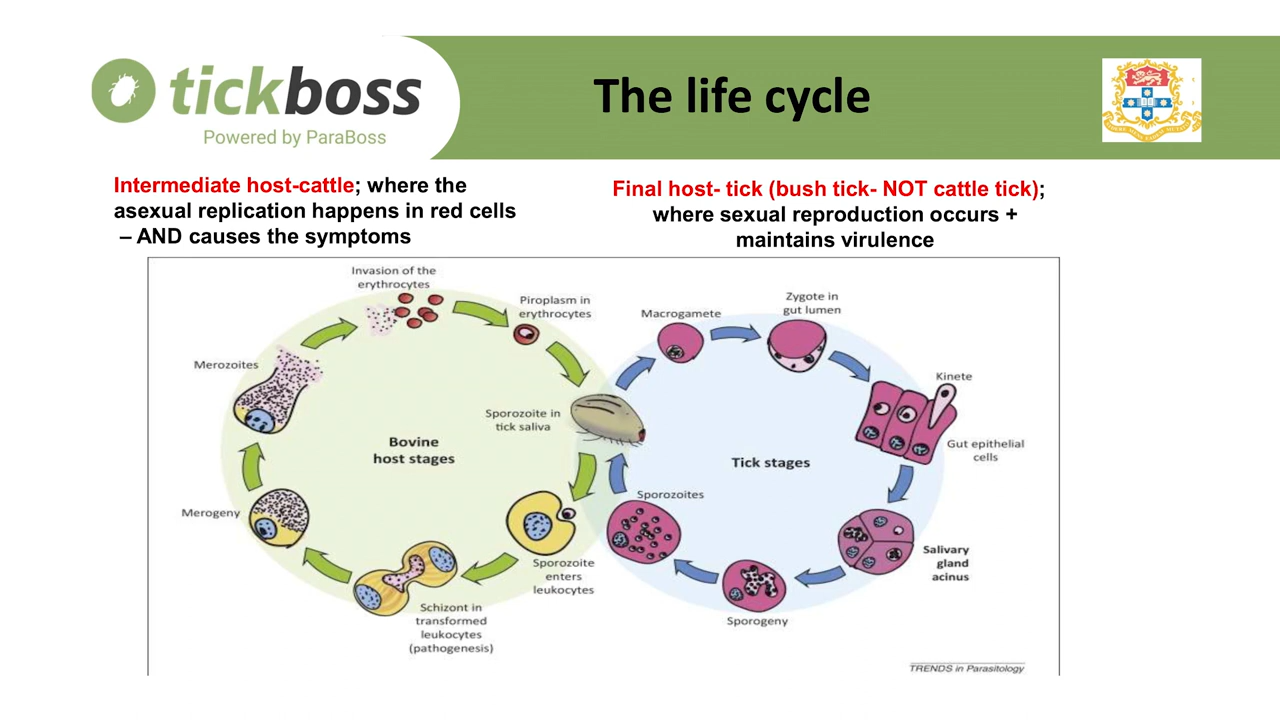 tickboss
Powered by ParaBoss
The life cycle
Intermediate host-cattle; where the
asexual replication happens in red cells
– AND causes the symptoms
Final host- tick (bush tick- NOT cattle tick);
where sexual reproduction occurs +
maintains virulence
Invasion of the
erythrocytes
Piroplasm in
erythrocytes
Merozoites
Sporozoite in
tick saliva
Bovine
host stages
Merogeny
Sporozoite
enters
leukocytes
Schizont in
transformed
leukocytes
(pathogenesis)
Macrogamete
Zygote in
gut lumen
Kinete
Gut epithelial
cells
Tick stages
Sporozoites
Salivary
gland
acinus
Sporogeny
TRENDS in Parasitology